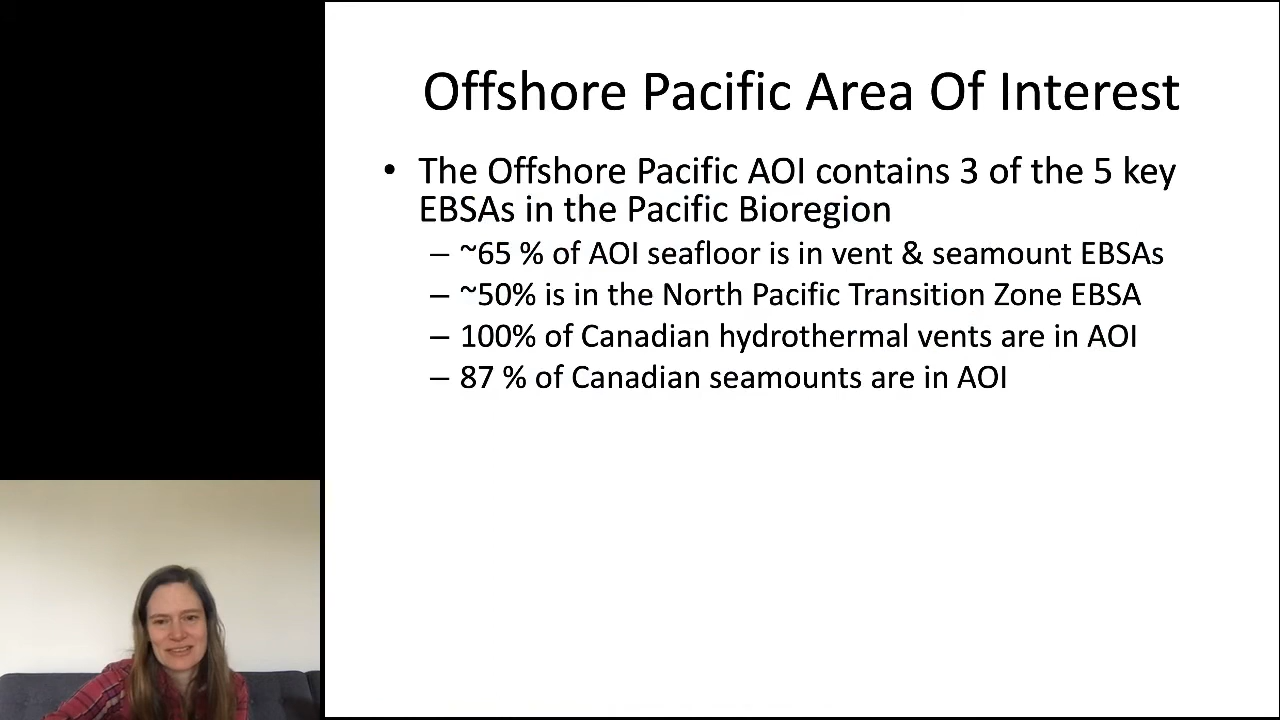 Offshore Pacific Area Of Interest
• The Offshore Pacific AOI contains 3 of the 5 key
EBSAs in the Pacific Bioregion
– ~65 % of AOI seafloor is in vent & seamount EBSAs
– ~50% is in the North Pacific Transition Zone EBSA
– 100% of Canadian hydrothermal vents are in AOI
– 87 % of Canadian seamounts are in AOI